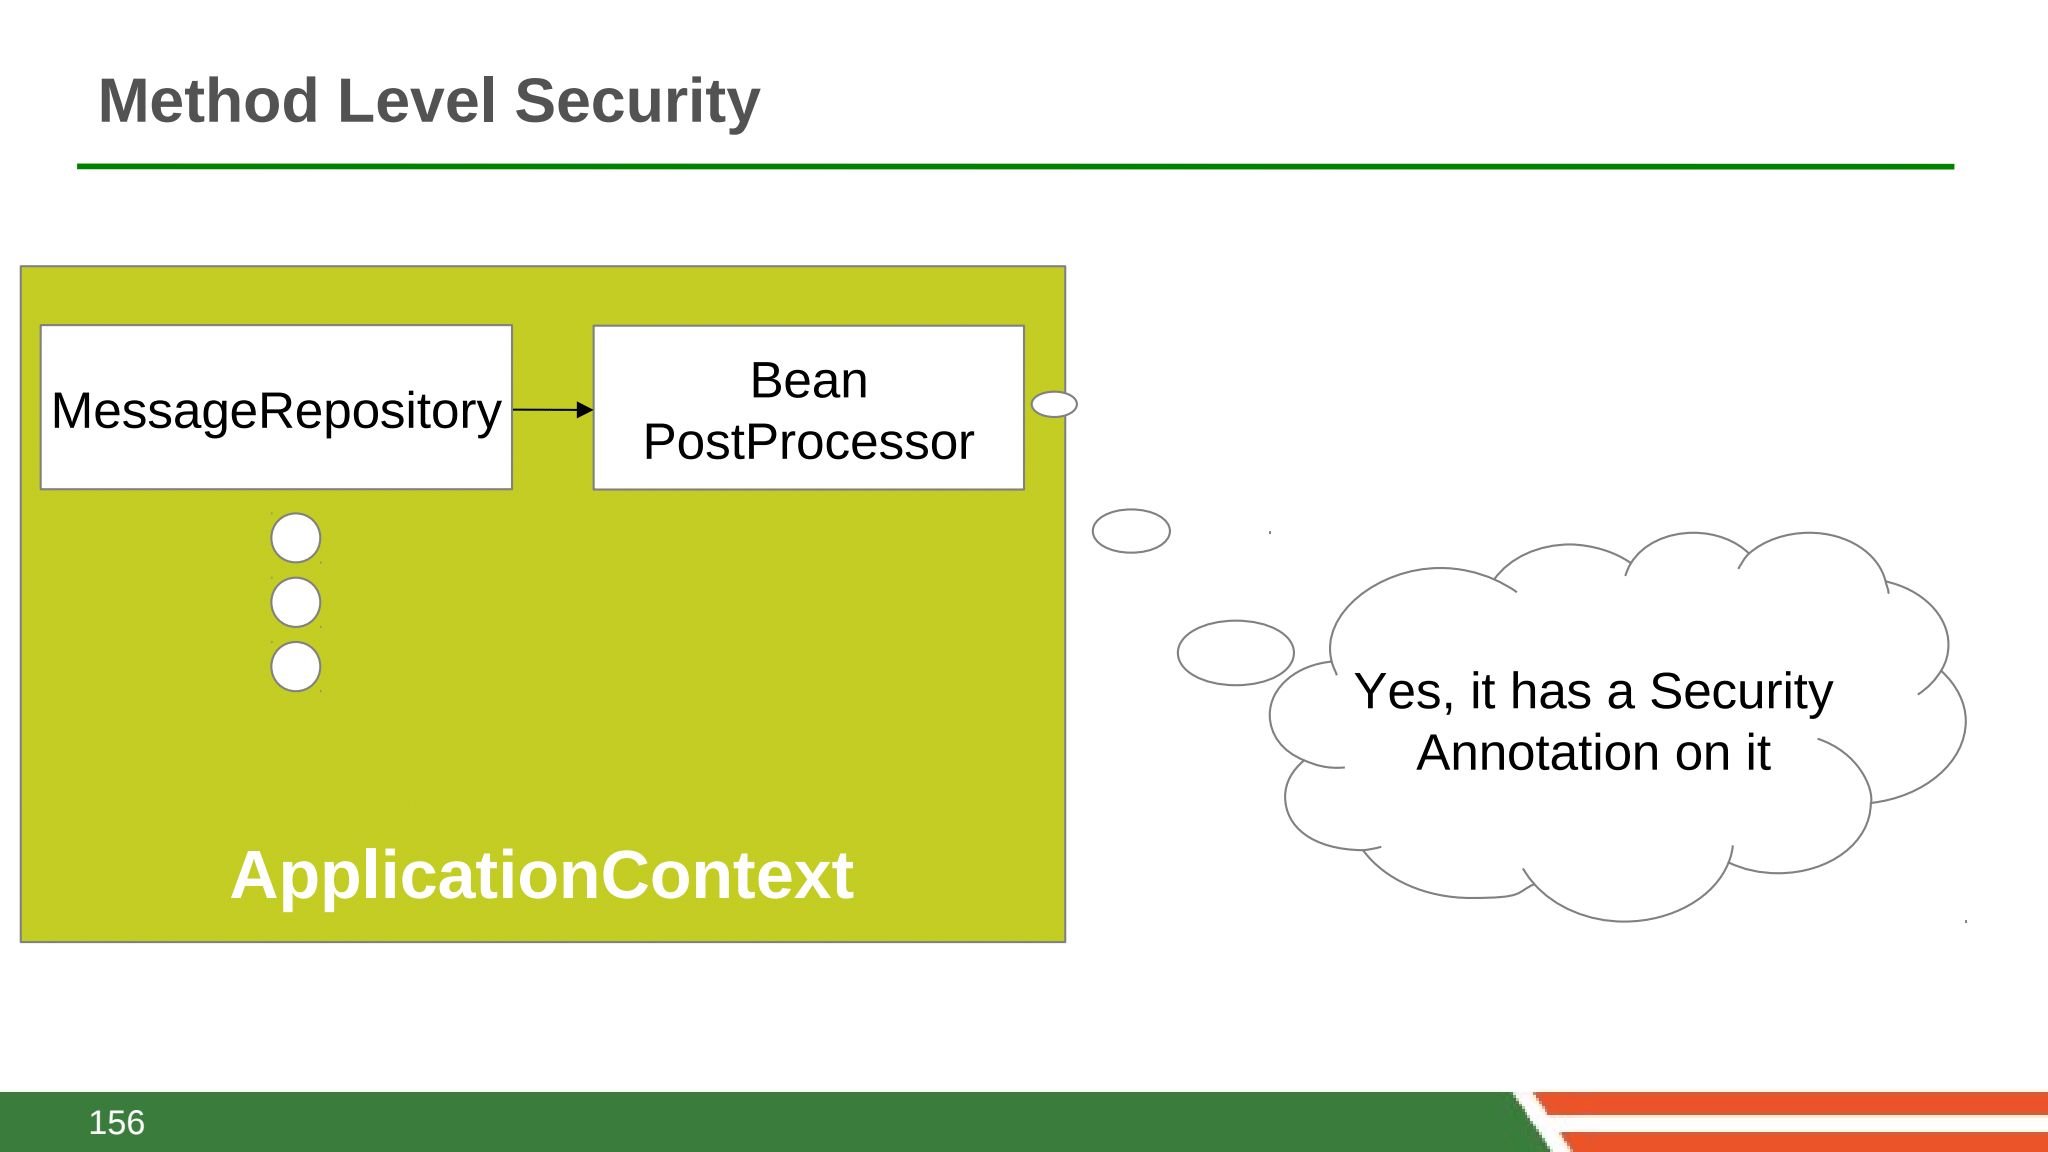 Method Level Security
MessageRepository
Bean
PostProcessor
Yes, it has a Security
Annotation on it
ApplicationContext
156